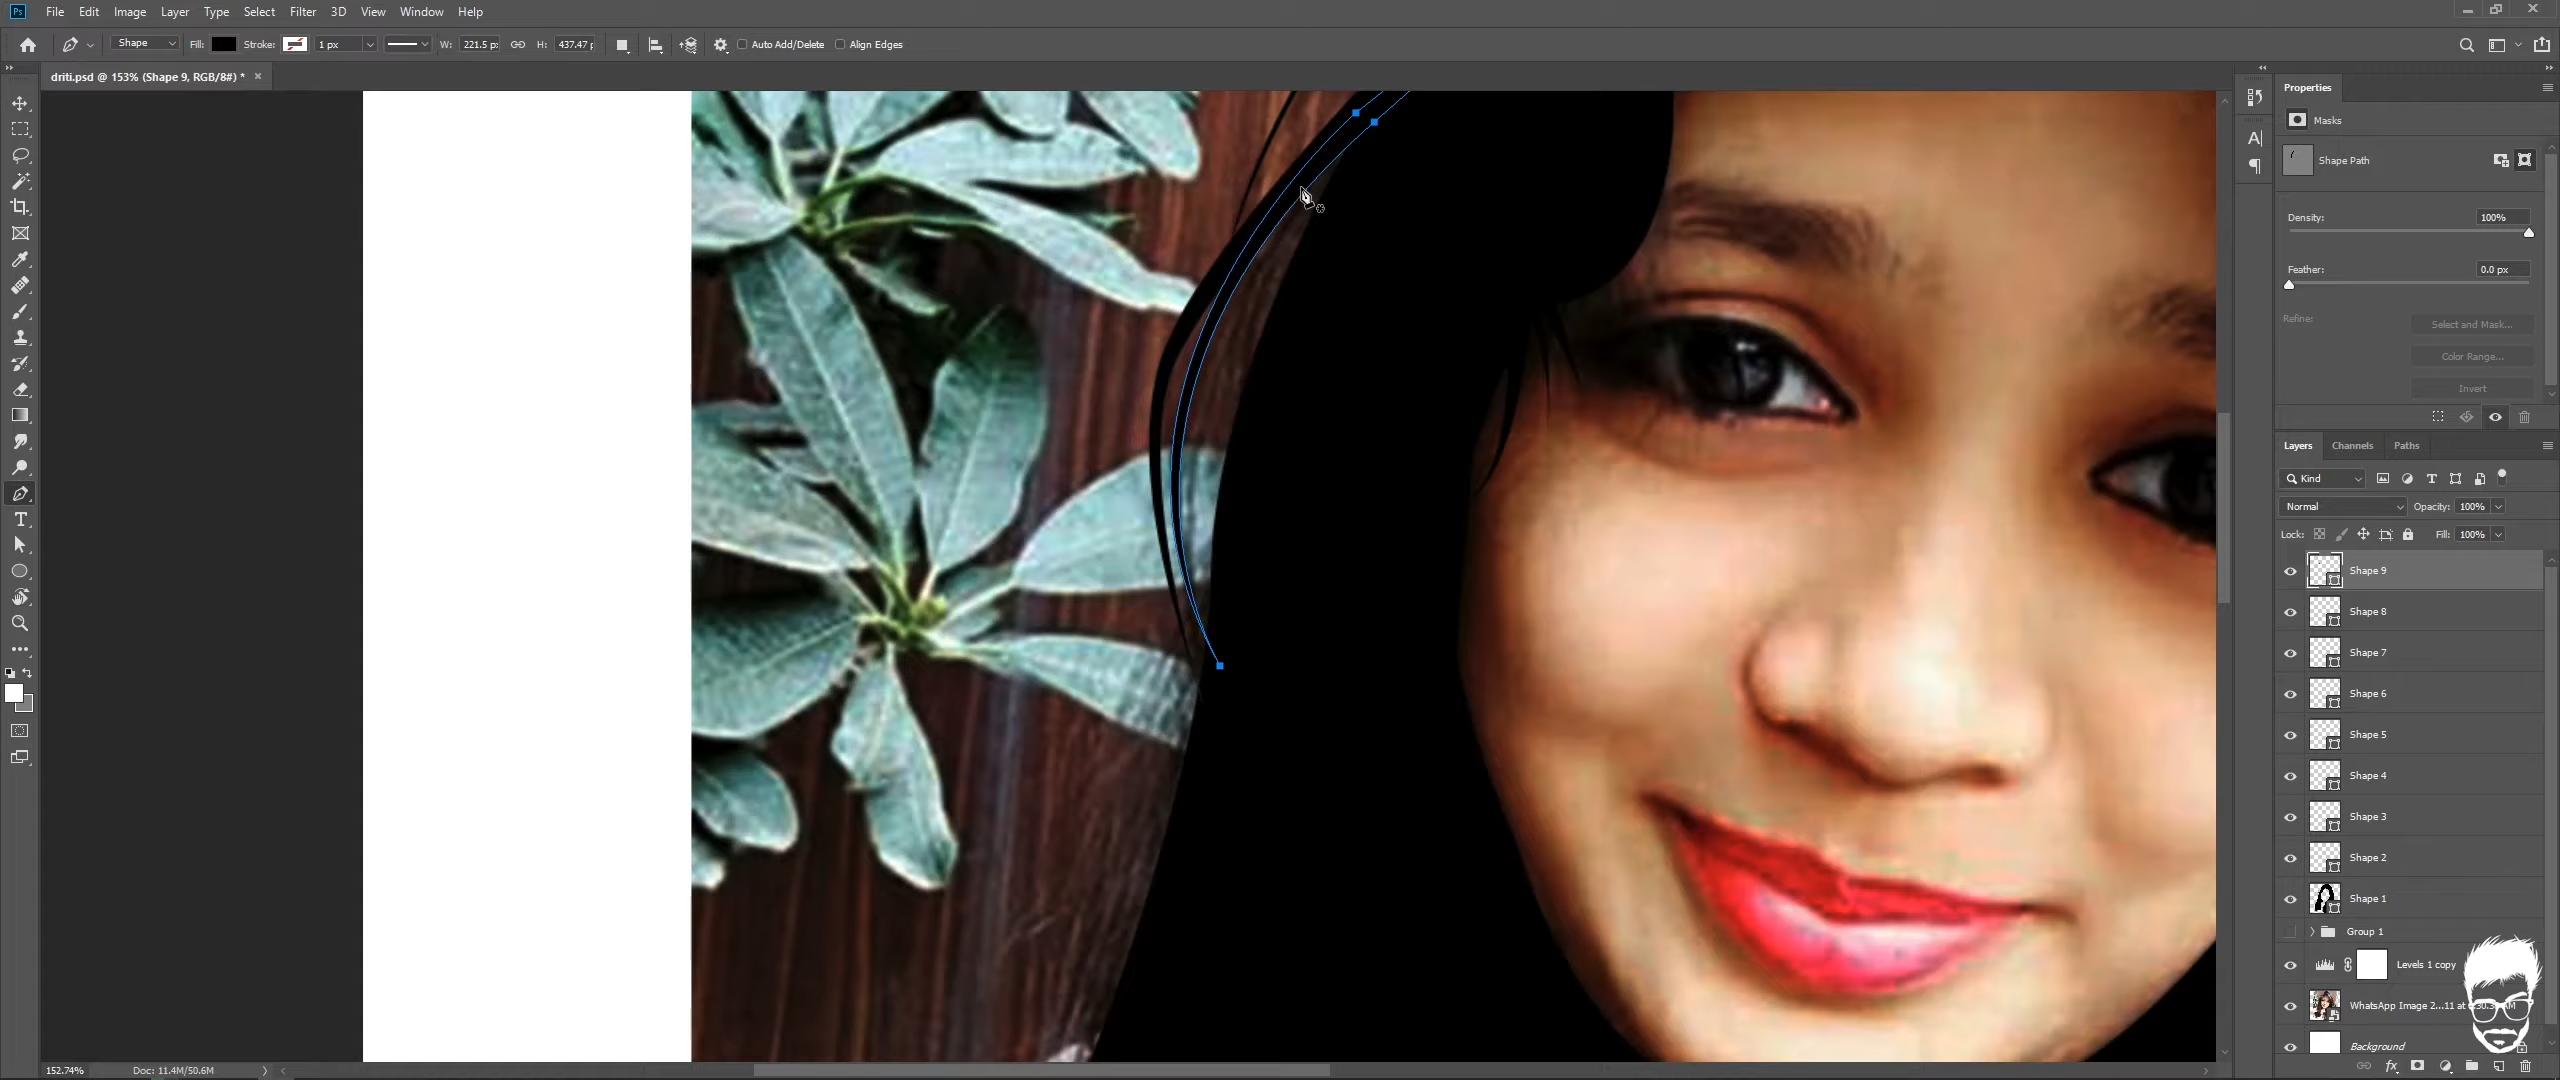 Ps File Edit Image Layer Type Select Filter 3D View Window Help
Shape Fill: Stroke: 1 px W: 221.5 p: H: 437.47 Auto Add/Delete Align Edges
driti.psd @ 153% (Shape 9, RGB/8#) *
Properties
Masks
Shape Path
Density: 100%
Feather: 0.0 px
Refine: Select and Mask...
Color Range...
Invert
Layers Channels Paths
Kind
Normal Opacity: 100%
Lock: Fill: 100%
Shape 9
Shape 8
Shape 7
Shape 6
Shape 5
Shape 4
Shape 3
Shape 2
Shape 1
Group 1
Levels 1 copy
WhatsApp Image 2...11 at
Background
152.74% Doc: 11.4M/50.6M